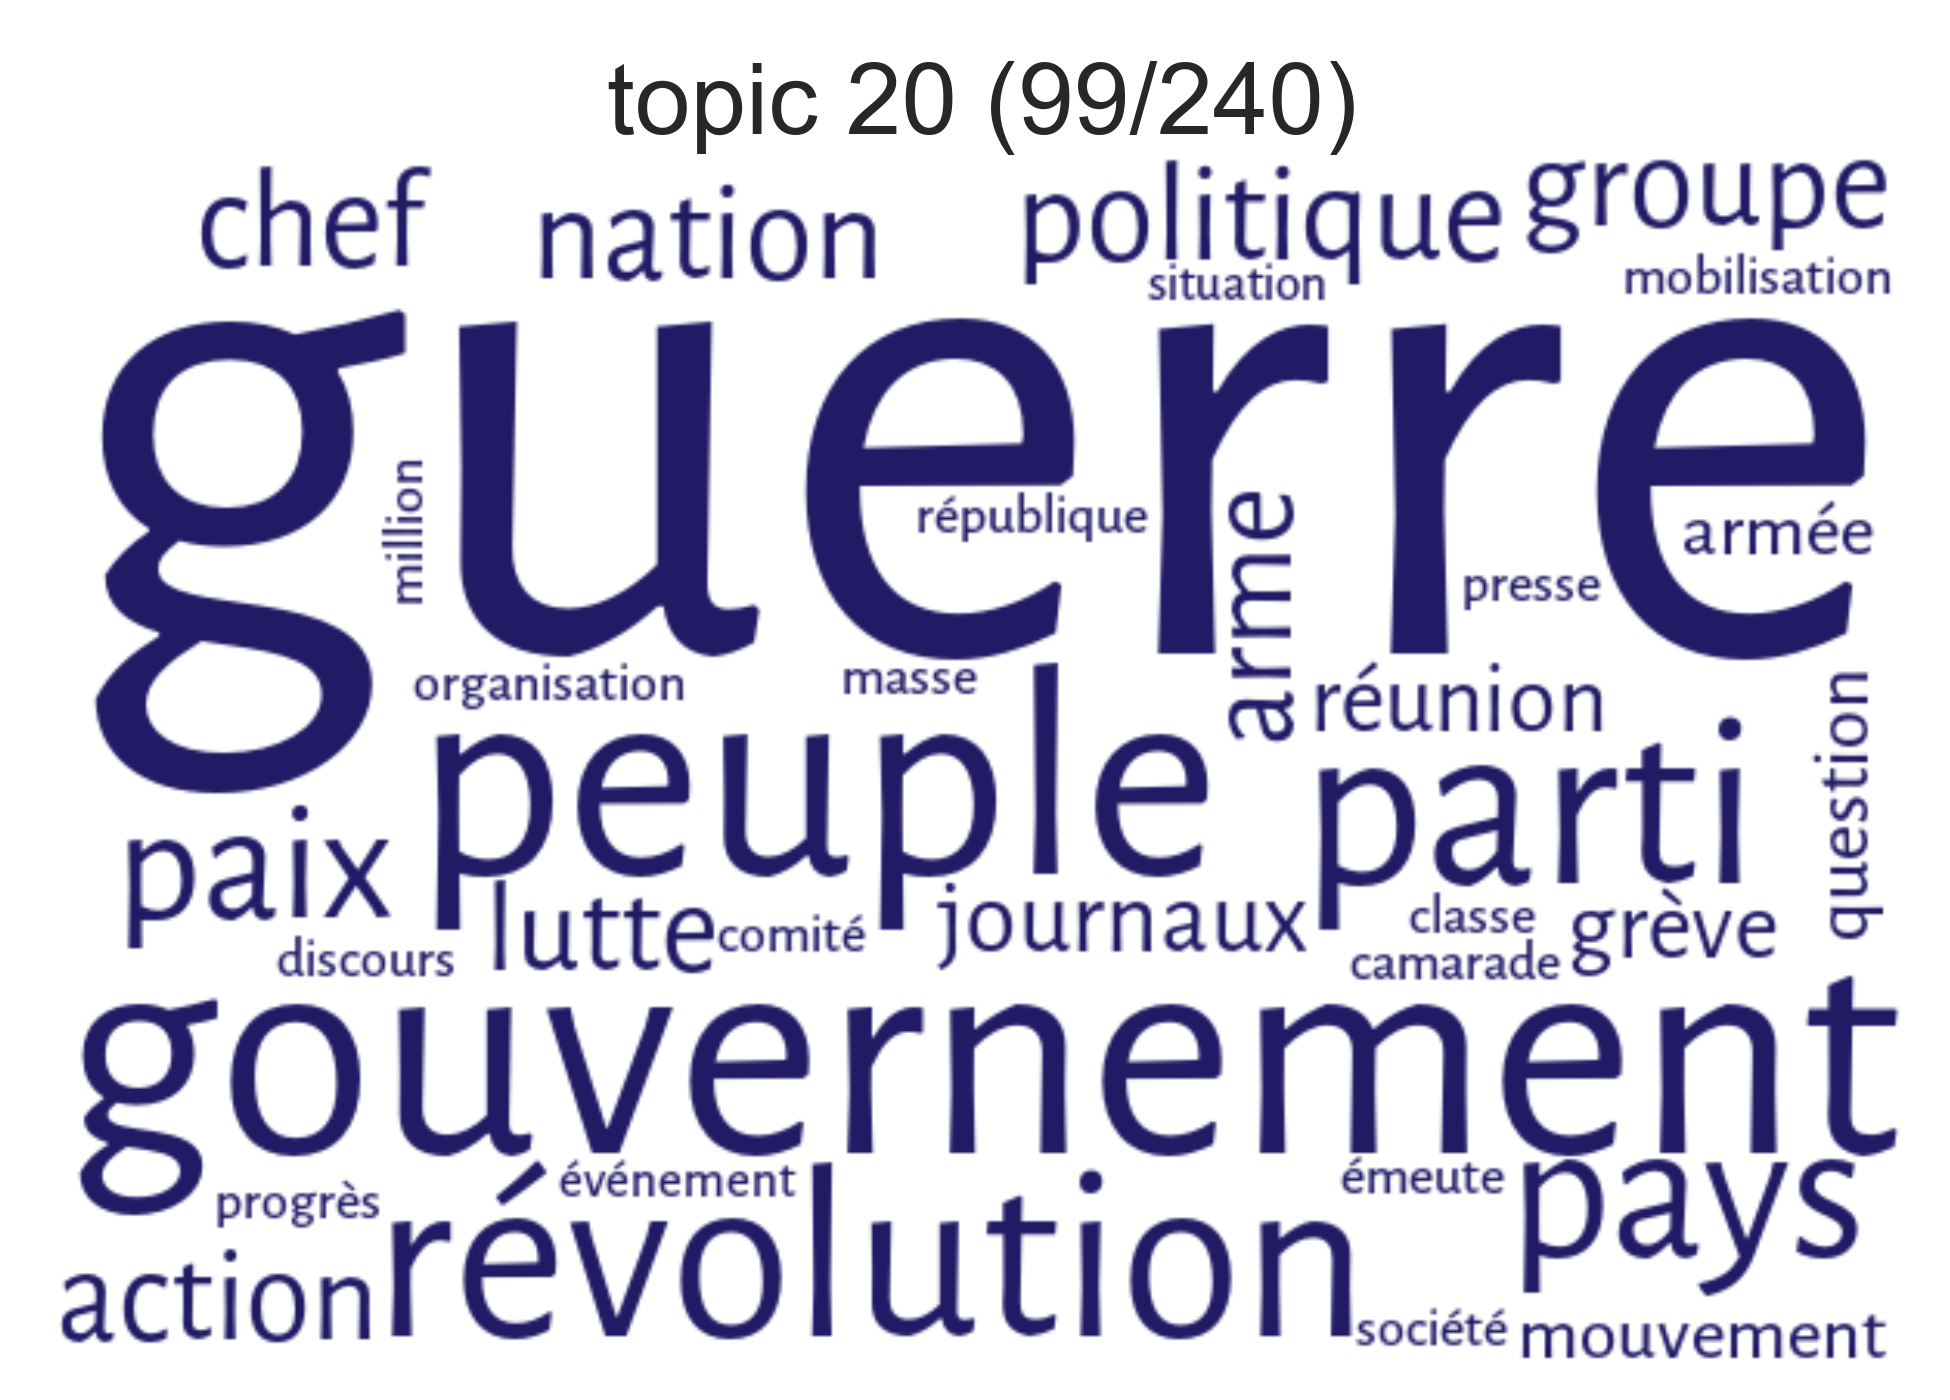 topic 20 (99/240)
chef nation politique groupe
situation mobilisation
guerre
million république arme presse armée
organisation masse réunion question
peuple parti
paix lutte comité journaux classe grève
discours camarade
gouvernement
progrès événement émeute pays
action révolution société mouvement